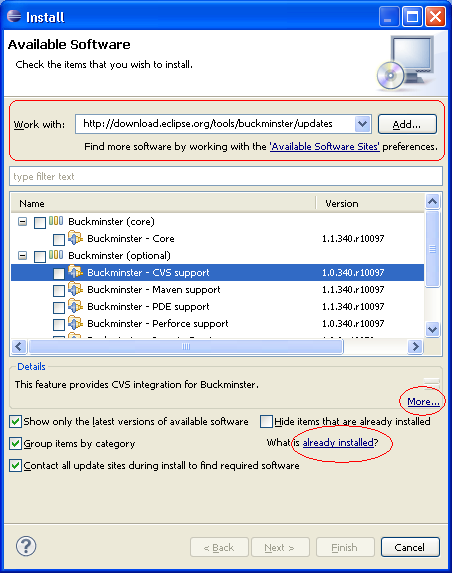 Install
Available Software
Check the items that you wish to install.
Work with: http://download.eclipse.org/tools/buckminster/updates Add...
Find more software by working with the 'Available Software Sites' preferences.
type filter text
Name Version
Buckminster (core)
Buckminster - Core 1.1.340.r10097
Buckminster (optional)
Buckminster - CVS support 1.0.340.r10097
Buckminster - Maven support 1.1.340.r10097
Buckminster - PDE support 1.1.340.r10097
Buckminster - Perforce support 1.0.340.r10097
Details
This feature provides CVS integration for Buckminster.
More...
Show only the latest versions of available software Hide items that are already installed
Group items by category What is already installed?
Contact all update sites during install to find required software
? < Back Next > Finish Cancel